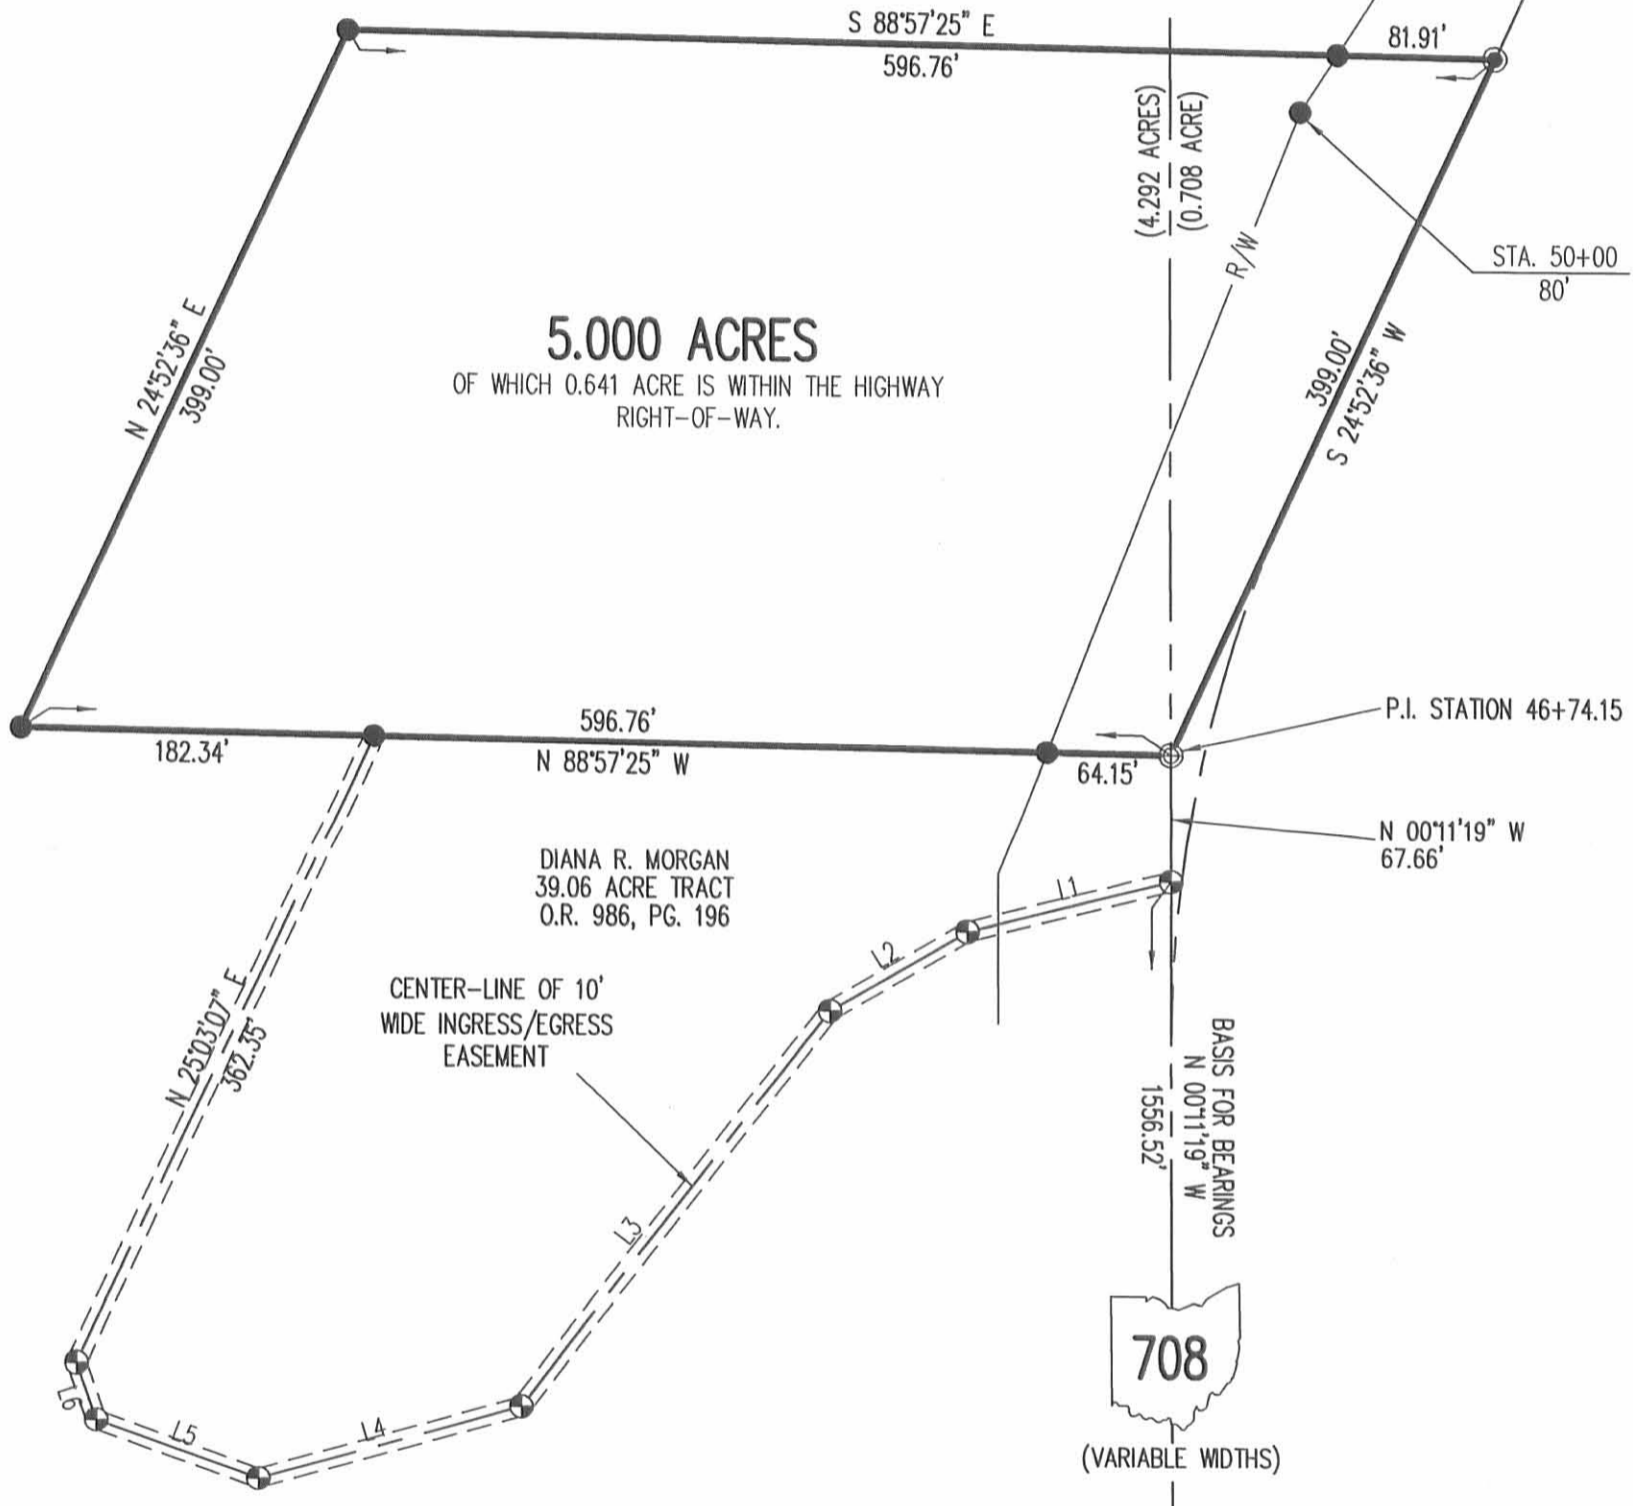 S 88°57'25" E
596.76'
81.91'
(4.292 ACRES)
(0.708 ACRE)
R/W
STA. 50+00
80'
N 24°52'36" E
399.00'
5.000 ACRES
OF WHICH 0.641 ACRE IS WITHIN THE HIGHWAY
RIGHT-OF-WAY.
399.00'
S 24°52'36" W
P.I. STATION 46+74.15
596.76'
182.34'
N 88°57'25" W
64.15'
N 00°11'19" W
67.66'
DIANA R. MORGAN
39.06 ACRE TRACT
O.R. 986, PG. 196
L1
L2
CENTER-LINE OF 10'
WIDE INGRESS/EGRESS
EASEMENT
N 25°03'07" E
362.35'
BASIS FOR BEARINGS
N 00°11'19" W
1556.52'
L3
L4
L5
L6
708
(VARIABLE WIDTHS)